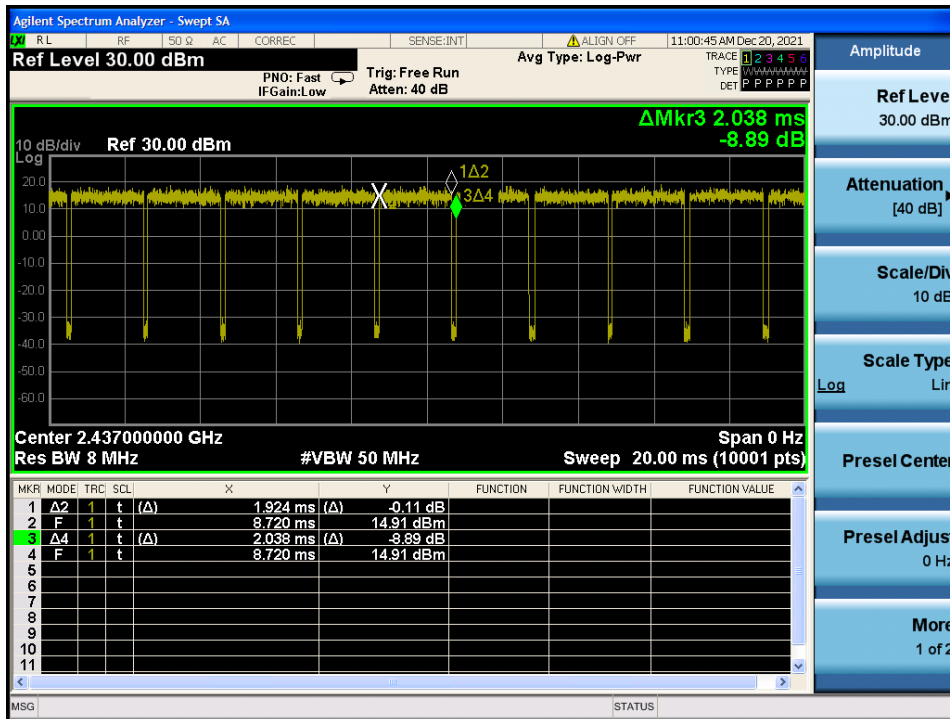 Agilent Spectrum Analyzer - Swept SA
LXI RL RF 50 Ω AC CORREC SENSE:INT ALIGN OFF 11:00:45 AM Dec 20, 2021
Ref Level 30.00 dBm
PNO: Fast
IFGain:Low
Trig: Free Run
Atten: 40 dB
Avg Type: Log-Pwr
TRACE 1 2 3 4 5 6
TYPE WWWWWW
DET P P P P P P
ΔMkr3 2.038 ms
-8.89 dB
10 dB/div Ref 30.00 dBm
Log
20.0
10.0
0.00
-10.0
-20.0
-30.0
-40.0
-50.0
-60.0
X
1Δ2
3Δ4
Center 2.437000000 GHz Span 0 Hz
Res BW 8 MHz #VBW 50 MHz Sweep 20.00 ms (10001 pts)
MKR MODE TRC SCL X Y FUNCTION FUNCTION WIDTH FUNCTION VALUE
1 Δ2 1 t (Δ) 1.924 ms (Δ) -0.11 dB
2 F 1 t 8.720 ms 14.91 dBm
3 Δ4 1 t (Δ) 2.038 ms (Δ) -8.89 dB
4 F 1 t 8.720 ms 14.91 dBm
5
6
7
8
9
10
11
MSG STATUS
Amplitude
Ref Leve
30.00 dBm
Attenuation
[40 dB]
Scale/Div
10 dB
Scale Type
Log Lin
Presel Center
Presel Adjust
0 Hz
More
1 of 2